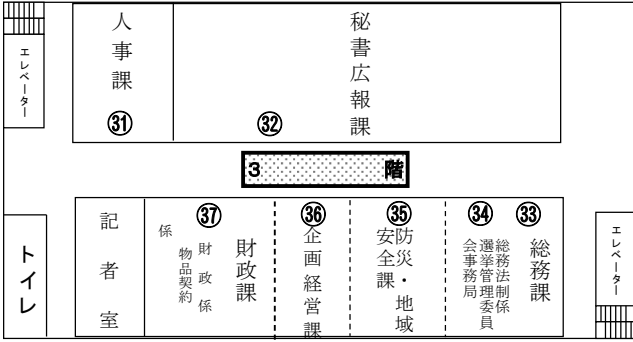 エレベーター
人事課
㉛
秘書広報課
㉜
3階
トイレ
記者室
㊲
財政課
財政係
物品契約係
㊱
企画経営課
㉟
防災・地域
安全課
㉞
㉝
総務課
総務法制係
選挙管理委員
会事務局
エレベーター